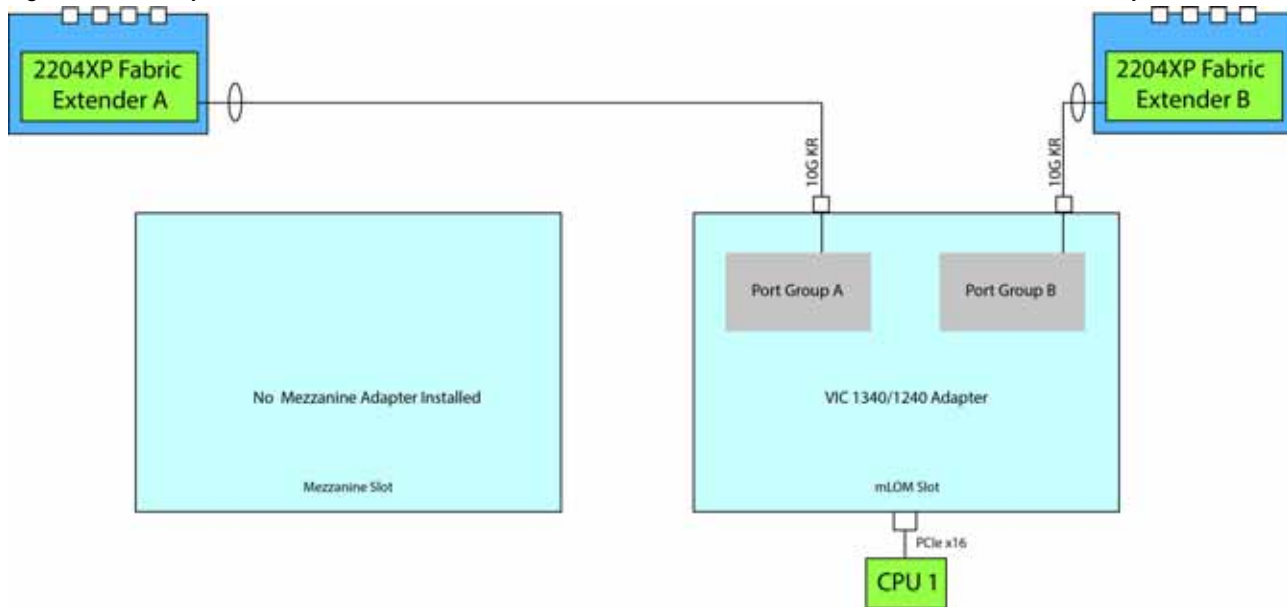 2204XP Fabric
Extender A
2204XP Fabric
Extender B
10G KR
10G KR
Port Group A
Port Group B
No Mezzanine Adapter Installed
VIC 1340/1240 Adapter
Mezzanine Slot
mLOM Slot
PCIe x16
CPU 1